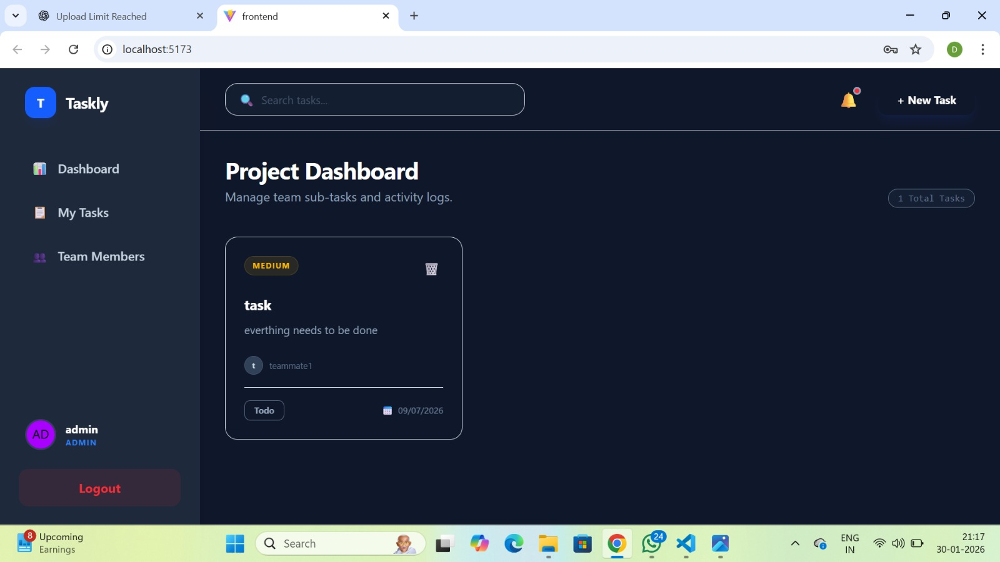 Upload Limit Reached
frontend
localhost:5173
D
T
Taskly
Search tasks...
+ New Task
Dashboard
My Tasks
Team Members
Project Dashboard
Manage team sub-tasks and activity logs.
1 Total Tasks
MEDIUM
task
everthing needs to be done
t
teammate1
Todo
09/07/2026
AD
admin
ADMIN
Logout
8
Upcoming
Earnings
Search
24
ENG
IN
21:17
30-01-2026